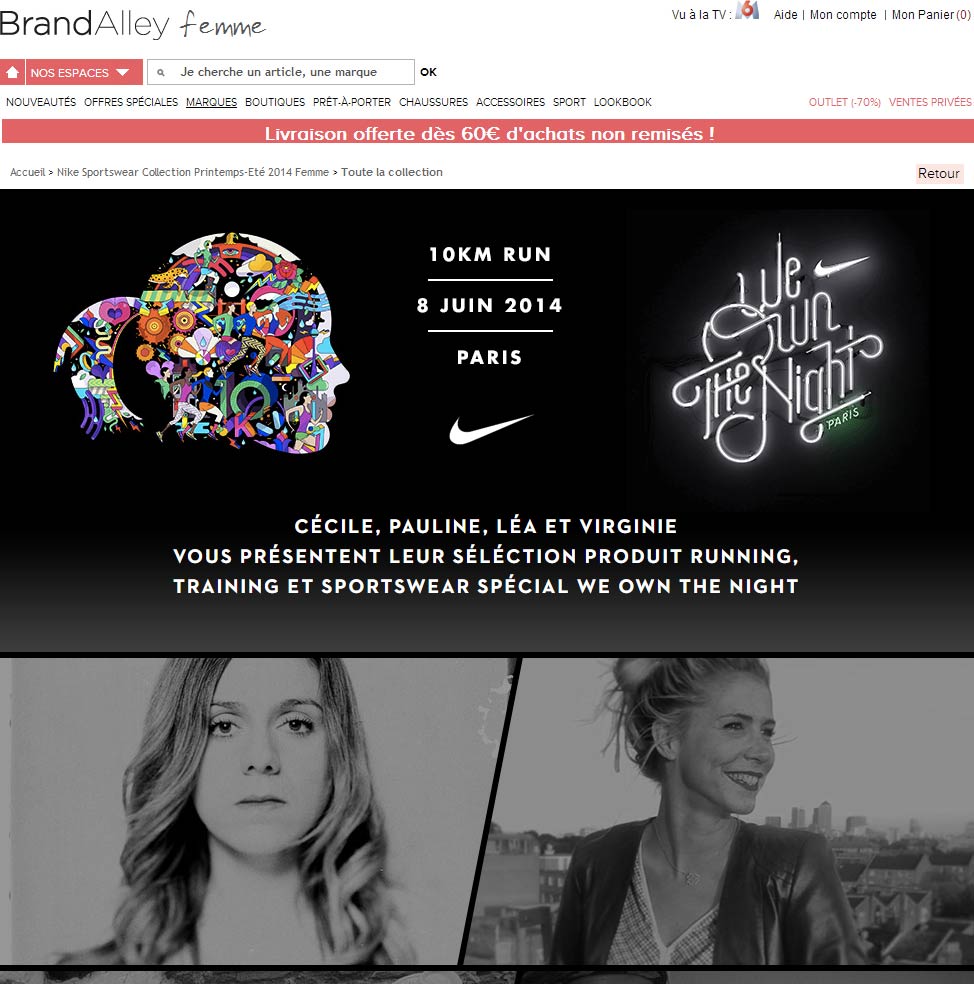 BrandAlley femme
Vu à la TV : M6 Aide | Mon compte | Mon Panier (0)
NOS ESPACES Je cherche un article, une marque OK
NOUVEAUTÉS OFFRES SPÉCIALES MARQUES BOUTIQUES PRÊT-À-PORTER CHAUSSURES ACCESSOIRES SPORT LOOKBOOK OUTLET (-70%) VENTES PRIVÉES
Livraison offerte dès 60€ d'achats non remisés !
Accueil > Nike Sportswear Collection Printemps-Eté 2014 Femme > Toute la collection Retour
10KM RUN
8 JUIN 2014
PARIS
10
K
We
Own
The Night
PARIS
CÉCILE, PAULINE, LÉA ET VIRGINIE
VOUS PRÉSENTENT LEUR SÉLÉCTION PRODUIT RUNNING,
TRAINING ET SPORTSWEAR SPÉCIAL WE OWN THE NIGHT